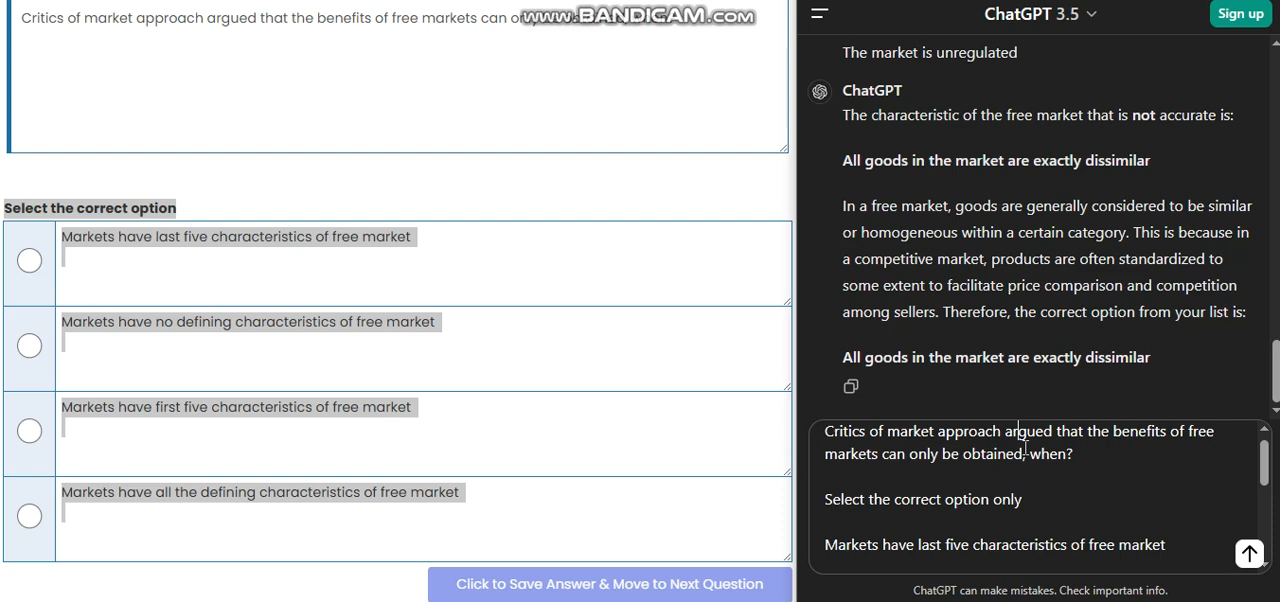 Critics of market approach argued that the benefits of free markets can on
www.BANDICAM.com
Select the correct option
Markets have last five characteristics of free market
Markets have no defining characteristics of free market
Markets have first five characteristics of free market
Markets have all the defining characteristics of free market
Click to Save Answer & Move to Next Question
ChatGPT 3.5
Sign up
The market is unregulated
ChatGPT
The characteristic of the free market that is not accurate is:
All goods in the market are exactly dissimilar
In a free market, goods are generally considered to be similar
or homogeneous within a certain category. This is because in
a competitive market, products are often standardized to
some extent to facilitate price comparison and competition
among sellers. Therefore, the correct option from your list is:
All goods in the market are exactly dissimilar
Critics of market approach argued that the benefits of free
markets can only be obtained, when?
Select the correct option only
Markets have last five characteristics of free market
ChatGPT can make mistakes. Check important info.